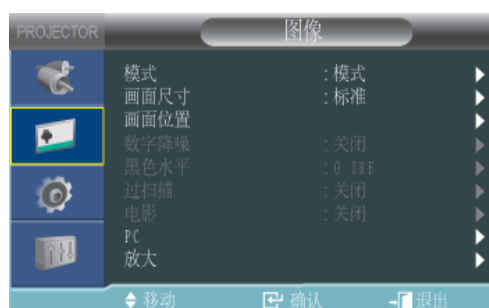 PROJECTOR 图像
模式 :模式
画面尺寸 :标准
画面位置
数字降噪 :关闭
黑色水平 :0 IRE
过扫描 :关闭
电影 :关闭
PC
放大
移动 确认 退出